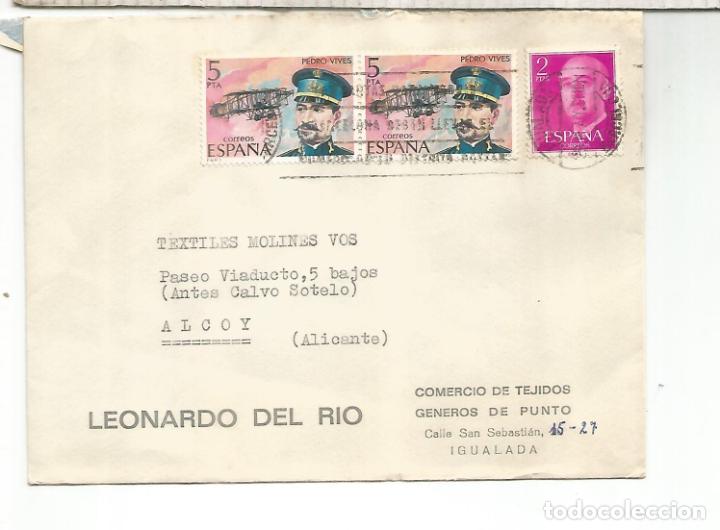 5 PTA
PEDRO VIVES
CORREOS
ESPAÑA
5 PTA
PEDRO VIVES
CORREOS
ESPAÑA
2 PTS
ESPAÑA
CORREOS
TEXTILES MOLINES VOS
Paseo Viaducto,5 bajos
(Antes Calvo Sotelo)
A L C O Y (Alicante)
=========
LEONARDO DEL RIO
COMERCIO DE TEJIDOS
GENEROS DE PUNTO
Calle San Sebastián, 15-27
IGUALADA
todocoleccion